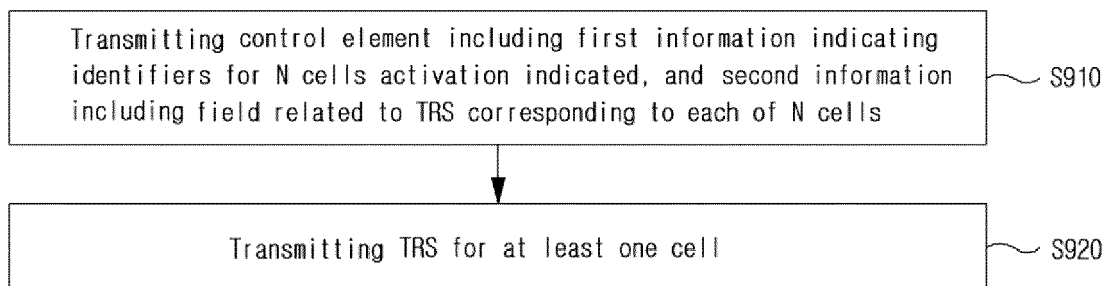 Transmitting control element including first information indicating
identifiers for N cells activation indicated, and second information
including field related to TRS corresponding to each of N cells
S910
Transmitting TRS for at least one cell
S920